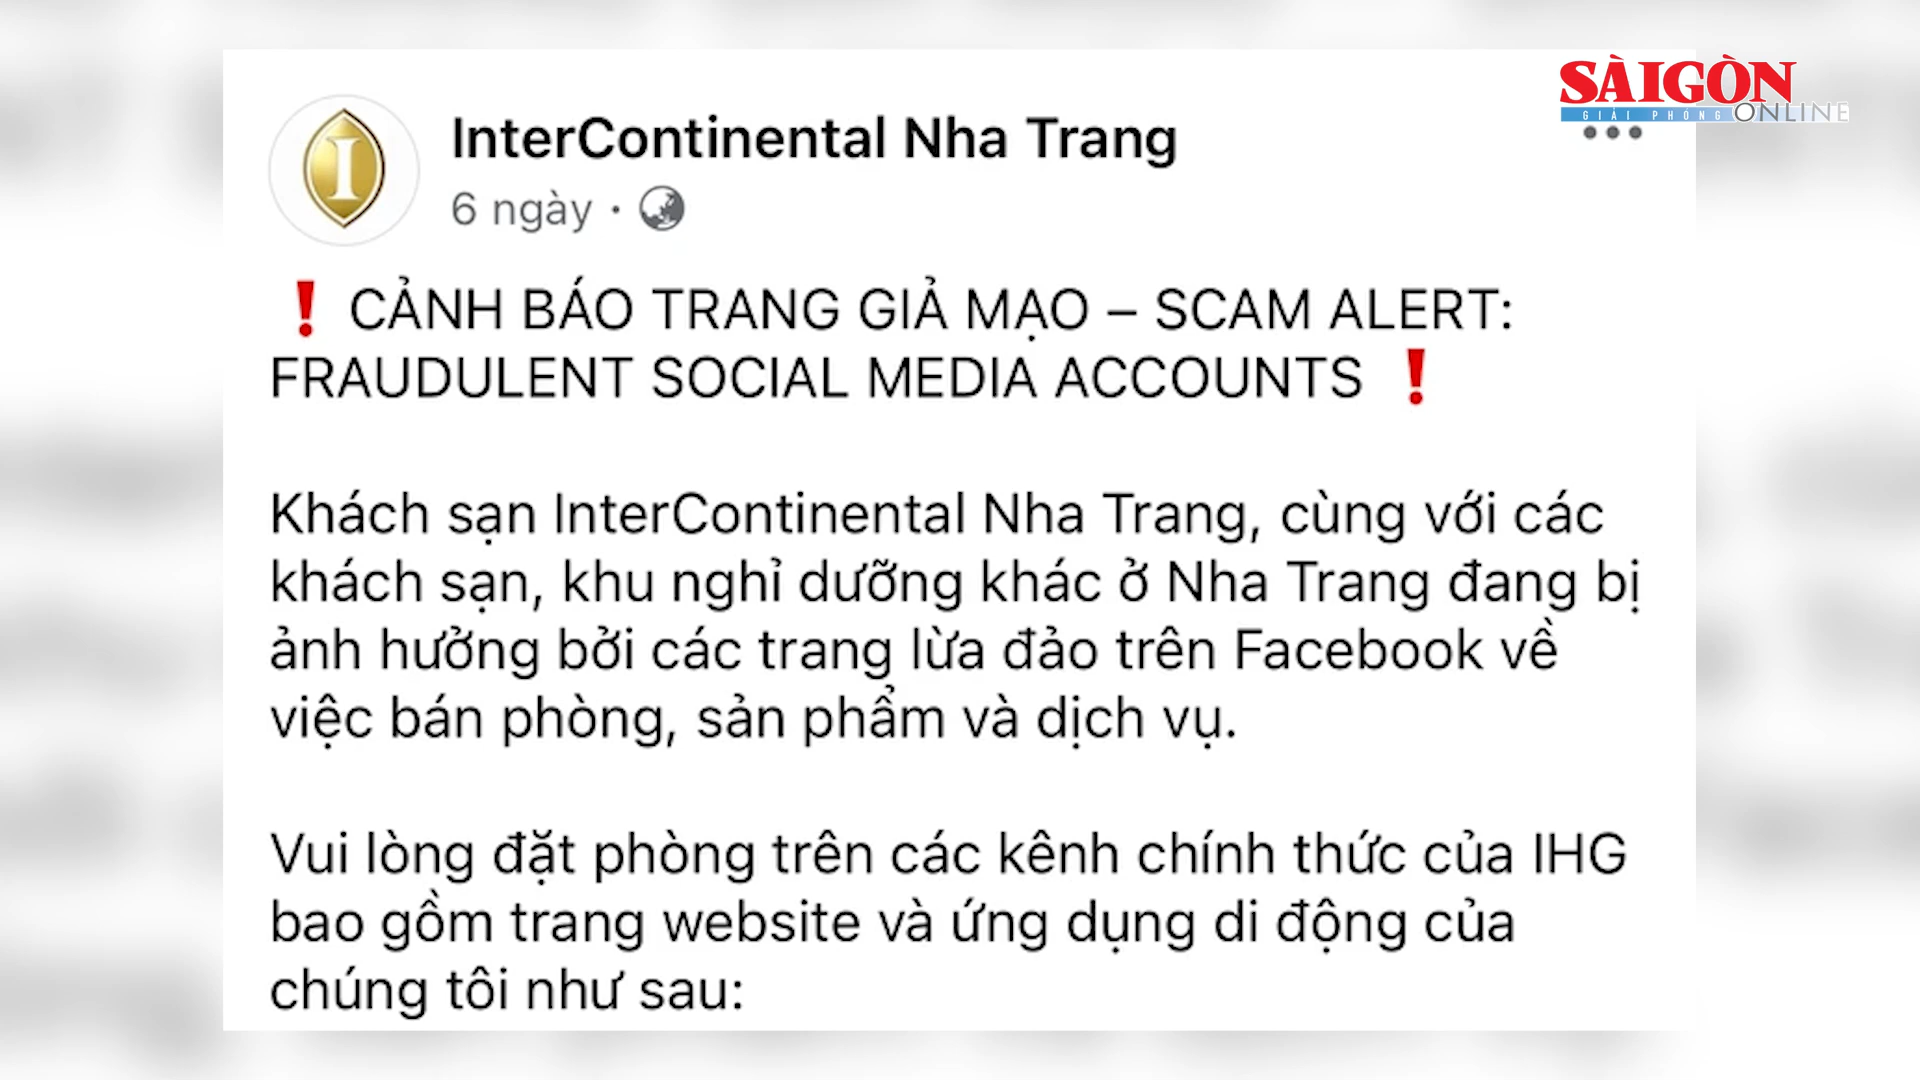 SÀIGÒN
GIẢI PHÓNG ONLINE
InterContinental Nha Trang
6 ngày ·
❗ CẢNH BÁO TRANG GIẢ MẠO – SCAM ALERT:
FRAUDULENT SOCIAL MEDIA ACCOUNTS ❗
Khách sạn InterContinental Nha Trang, cùng với các
khách sạn, khu nghỉ dưỡng khác ở Nha Trang đang bị
ảnh hưởng bởi các trang lừa đảo trên Facebook về
việc bán phòng, sản phẩm và dịch vụ.
Vui lòng đặt phòng trên các kênh chính thức của IHG
bao gồm trang website và ứng dụng di động của
chúng tôi như sau: